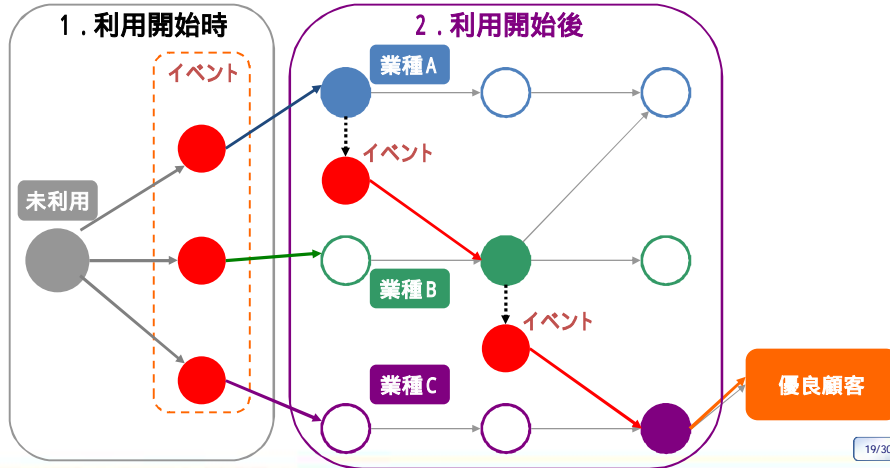 1．利用開始時
2．利用開始後
イベント
業種A
イベント
未利用
業種B
イベント
業種C
優良顧客
19/30